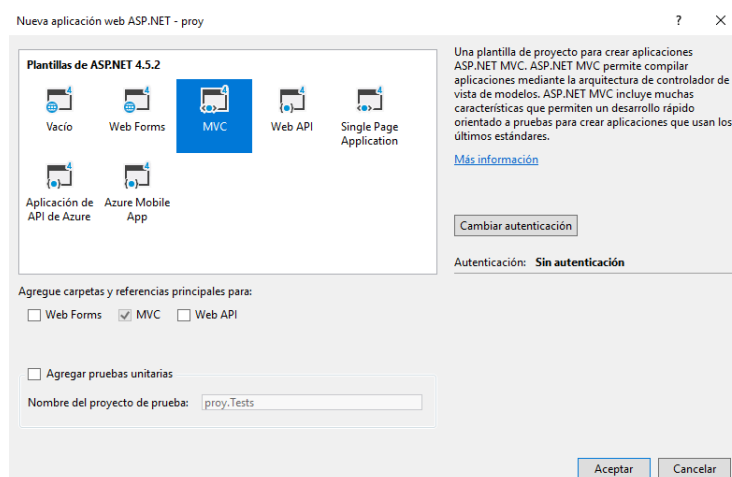 Nueva aplicación web ASP.NET - proy
?
Plantillas de ASP.NET 4.5.2
Vacío
Web Forms
MVC
Web API
Single Page
Application
Aplicación de
API de Azure
Azure Mobile
App
Una plantilla de proyecto para crear aplicaciones
ASP.NET MVC. ASP.NET MVC permite compilar
aplicaciones mediante la arquitectura de controlador de
vista de modelos. ASP.NET MVC incluye muchas
características que permiten un desarrollo rápido
orientado a pruebas para crear aplicaciones que usan los
últimos estándares.
Más información
Cambiar autenticación
Autenticación: Sin autenticación
Agregue carpetas y referencias principales para:
Web Forms MVC Web API
Agregar pruebas unitarias
Nombre del proyecto de prueba: proy.Tests
Aceptar Cancelar